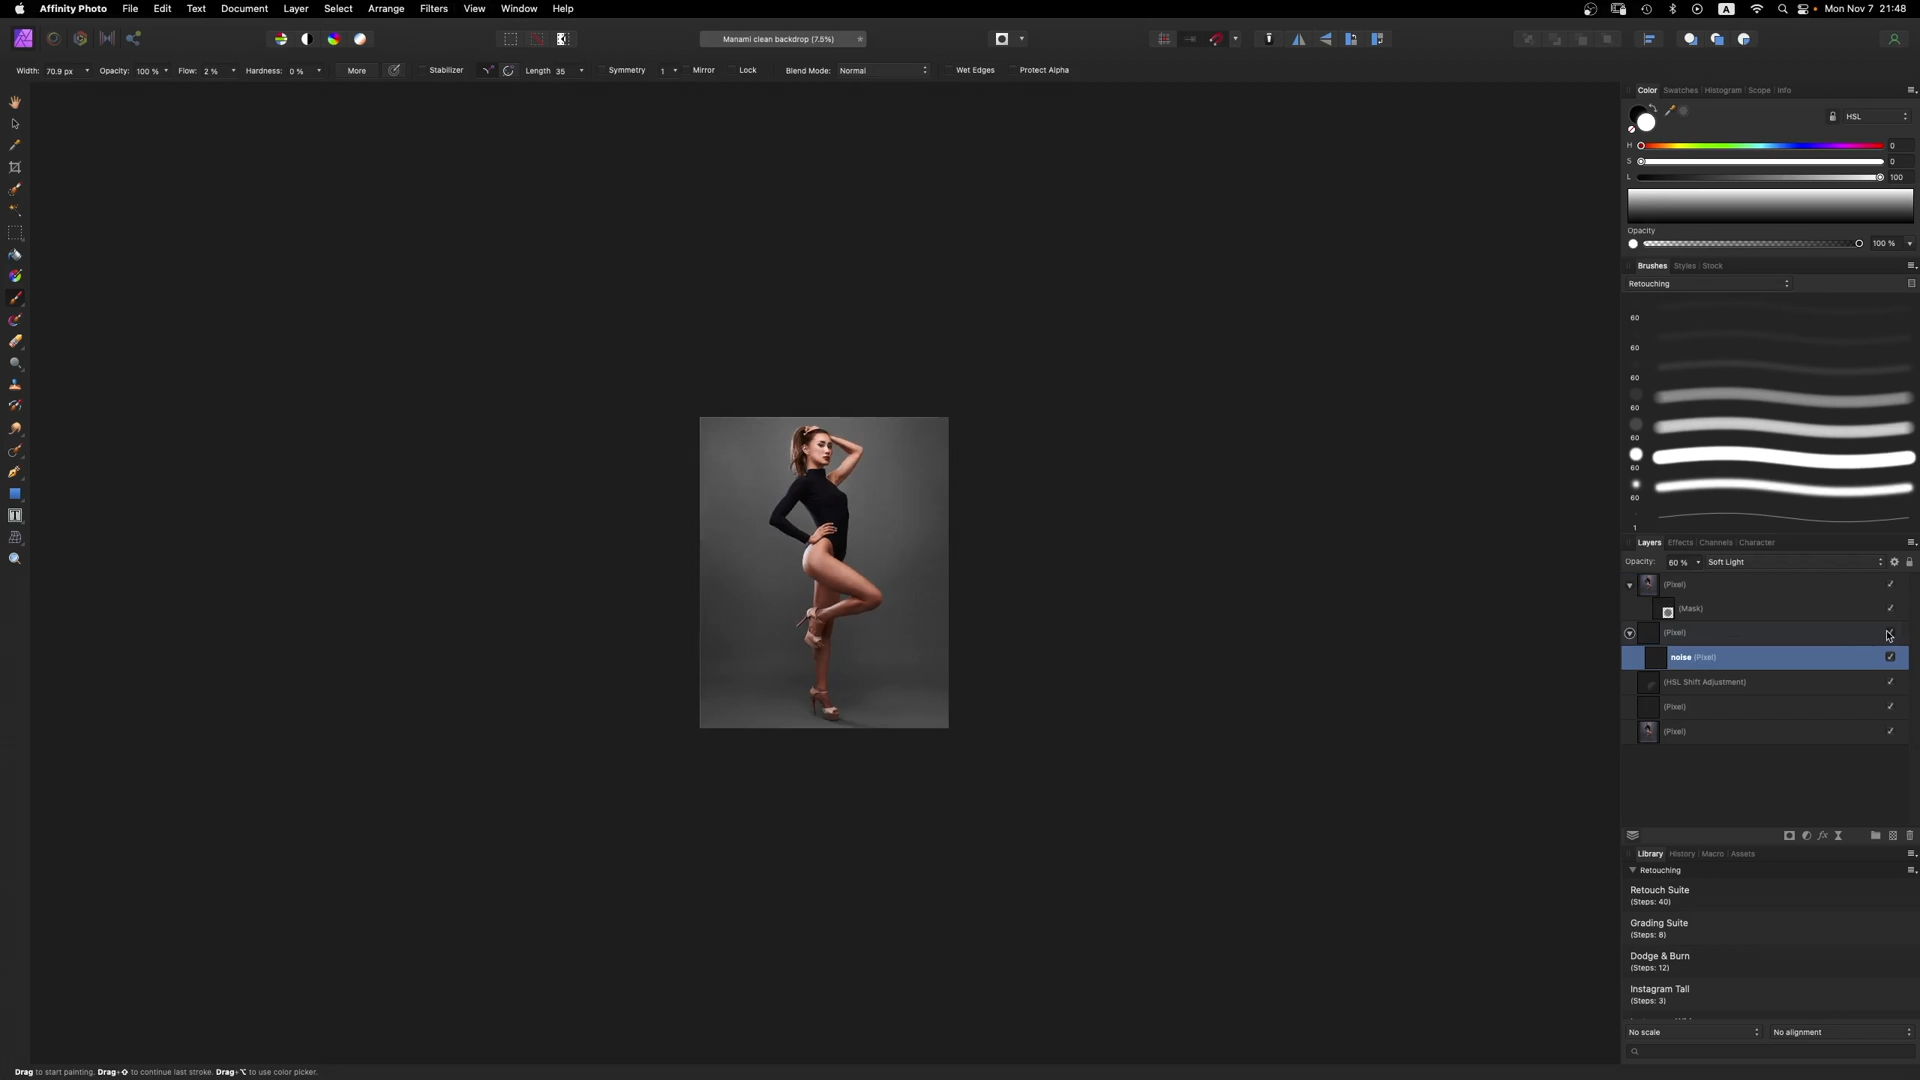 Affinity Photo File Edit Text Document Layer Select Arrange Filters View Window Help A Mon Nov 7 21:48
Manami clean backdrop (7.5%)
Width: 70.9 px Opacity: 100 % Flow: 2 % Hardness: 0 % More Stabilizer Length 35 Symmetry 1 Mirror Lock Blend Mode: Normal Wet Edges Protect Alpha
Color Swatches Histogram Scope Info
HSL
H 0
S 0
L 100
Opacity
100 %
Brushes Styles Stock
Retouching
60
60
60
60
60
60
60
1
Layers Effects Channels Character
Opacity: 60 % Soft Light
(Pixel)
(Mask)
(Pixel)
noise (Pixel)
(HSL Shift Adjustment)
(Pixel)
(Pixel)
Library History Macro Assets
Retouching
Retouch Suite
(Steps: 40)
Grading Suite
(Steps: 8)
Dodge & Burn
(Steps: 12)
Instagram Tall
(Steps: 3)
No scale No alignment
Drag to start painting. Drag+⇧ to continue last stroke. Drag+⌥ to use color picker.